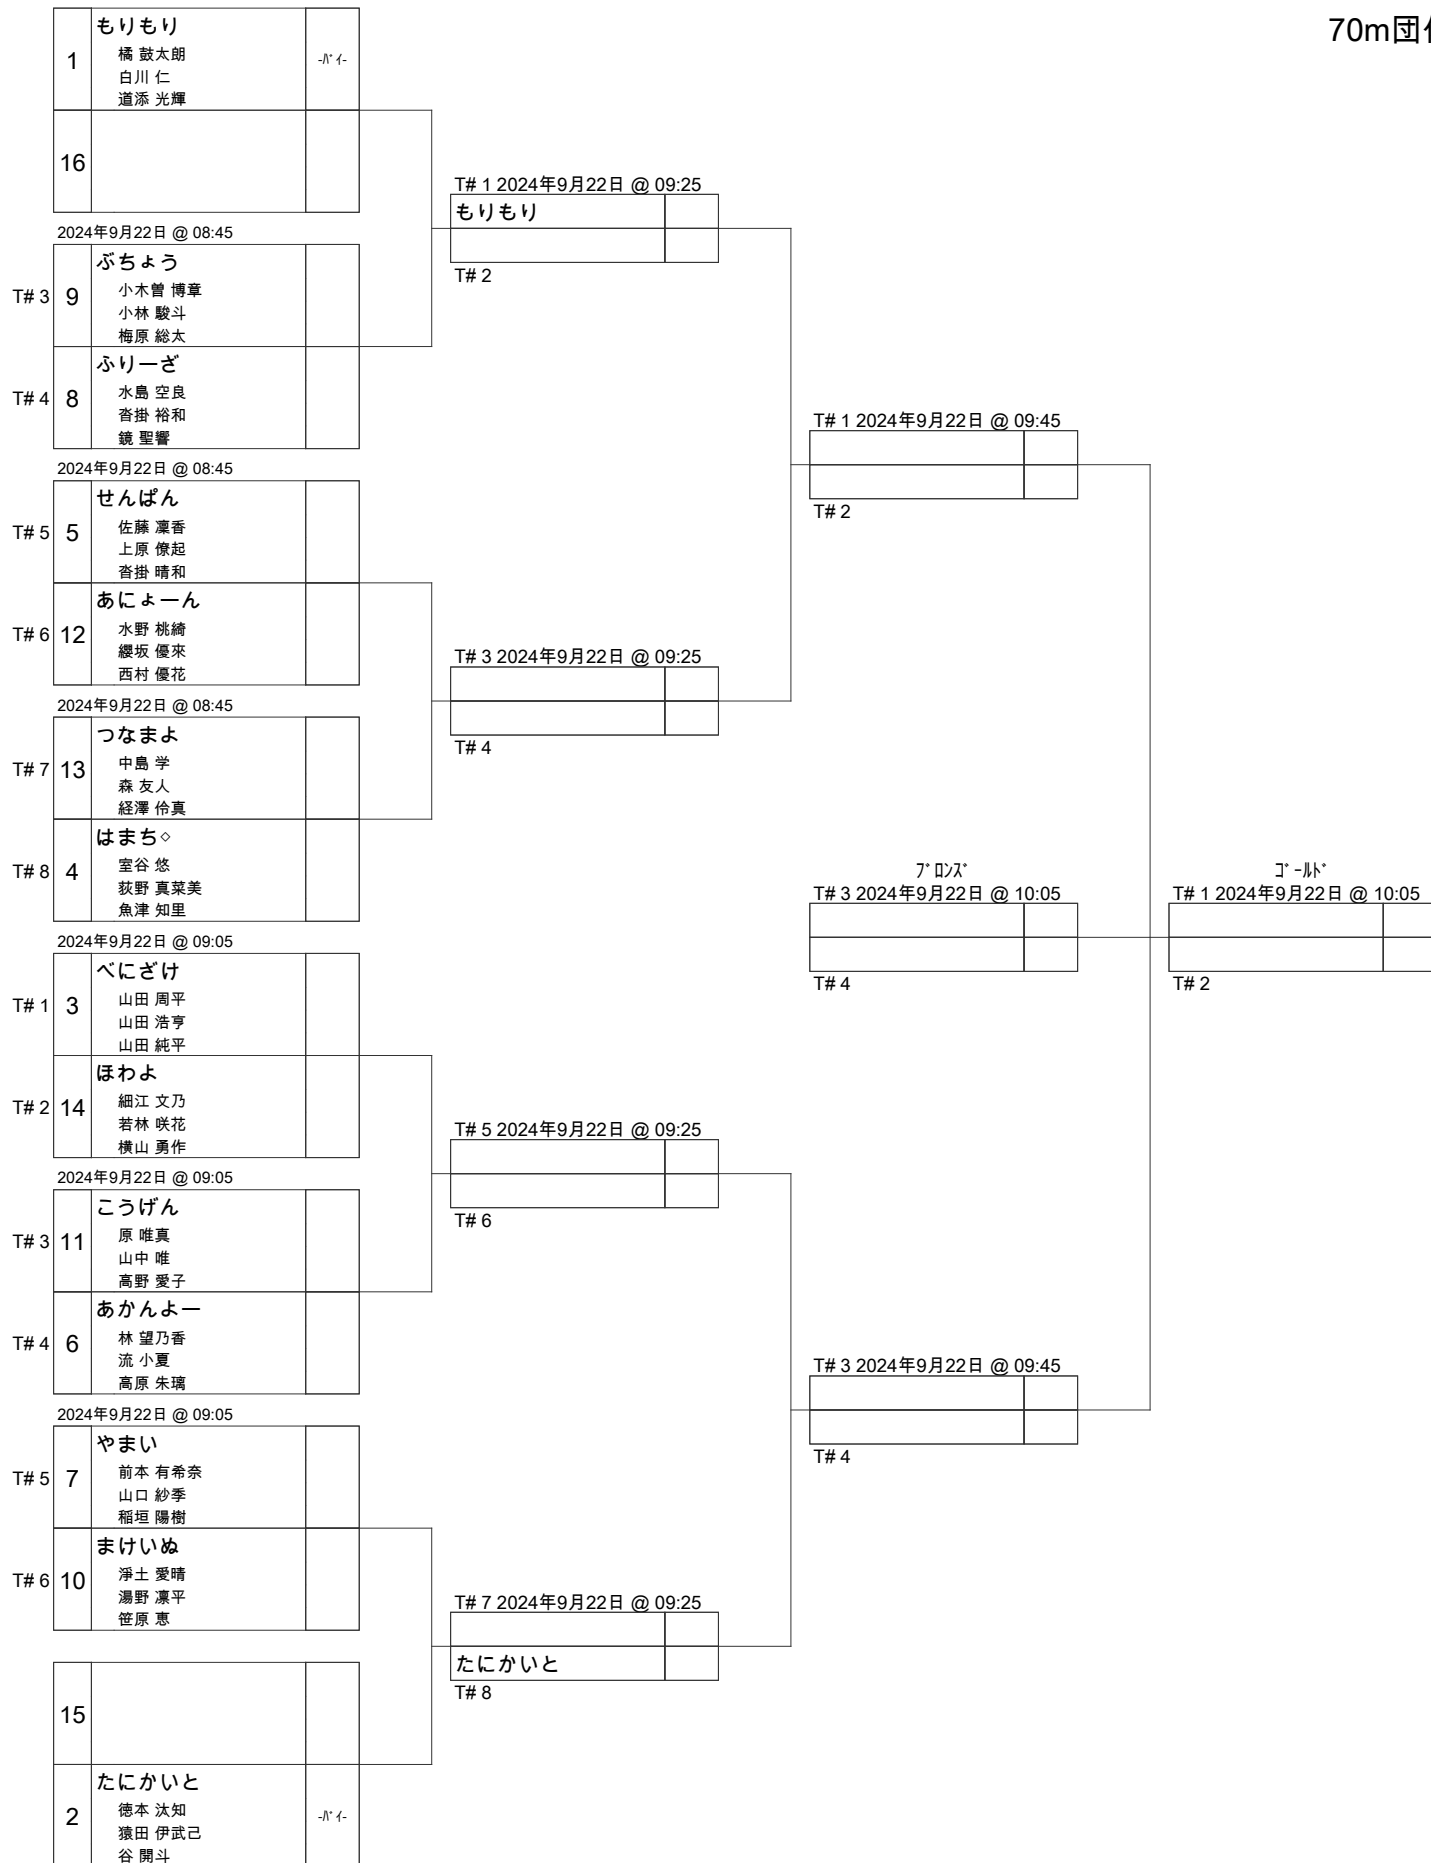 70m団体
1
もりもり
橘 鼓太朗
白川 仁
道添 光輝
-ﾊﾞｲ-
16
2024年9月22日 @ 08:45
T# 3
9
ぶちょう
小木曽 博章
小林 駿斗
梅原 総太
T# 4
8
ふりーざ
水島 空良
沓掛 裕和
鏡 聖響
2024年9月22日 @ 08:45
T# 5
5
せんぱん
佐藤 凜香
上原 僚起
沓掛 晴和
T# 6
12
あにょーん
水野 桃綺
纓坂 優來
西村 優花
2024年9月22日 @ 08:45
T# 7
13
つなまよ
中島 学
森 友人
経澤 伶真
T# 8
4
はまち◇
室谷 悠
荻野 真菜美
魚津 知里
2024年9月22日 @ 09:05
T# 1
3
べにざけ
山田 周平
山田 浩亨
山田 純平
T# 2
14
ほわよ
細江 文乃
若林 咲花
横山 勇作
2024年9月22日 @ 09:05
T# 3
11
こうげん
原 唯真
山中 唯
高野 愛子
T# 4
6
あかんよー
林 望乃香
流 小夏
高原 朱璃
2024年9月22日 @ 09:05
T# 5
7
やまい
前本 有希奈
山口 紗季
稲垣 陽樹
T# 6
10
まけいぬ
淨土 愛晴
湯野 凛平
笹原 恵
15
2
たにかいと
徳本 汰知
猿田 伊武己
谷 開斗
-ﾊﾞｲ-
T# 1 2024年9月22日 @ 09:25
もりもり
T# 2
T# 3 2024年9月22日 @ 09:25
T# 4
T# 5 2024年9月22日 @ 09:25
T# 6
T# 7 2024年9月22日 @ 09:25
たにかいと
T# 8
T# 1 2024年9月22日 @ 09:45
T# 2
ﾌﾞﾛﾝｽﾞ
T# 3 2024年9月22日 @ 10:05
T# 4
T# 3 2024年9月22日 @ 09:45
T# 4
ｺﾞｰﾙﾄﾞ
T# 1 2024年9月22日 @ 10:05
T# 2